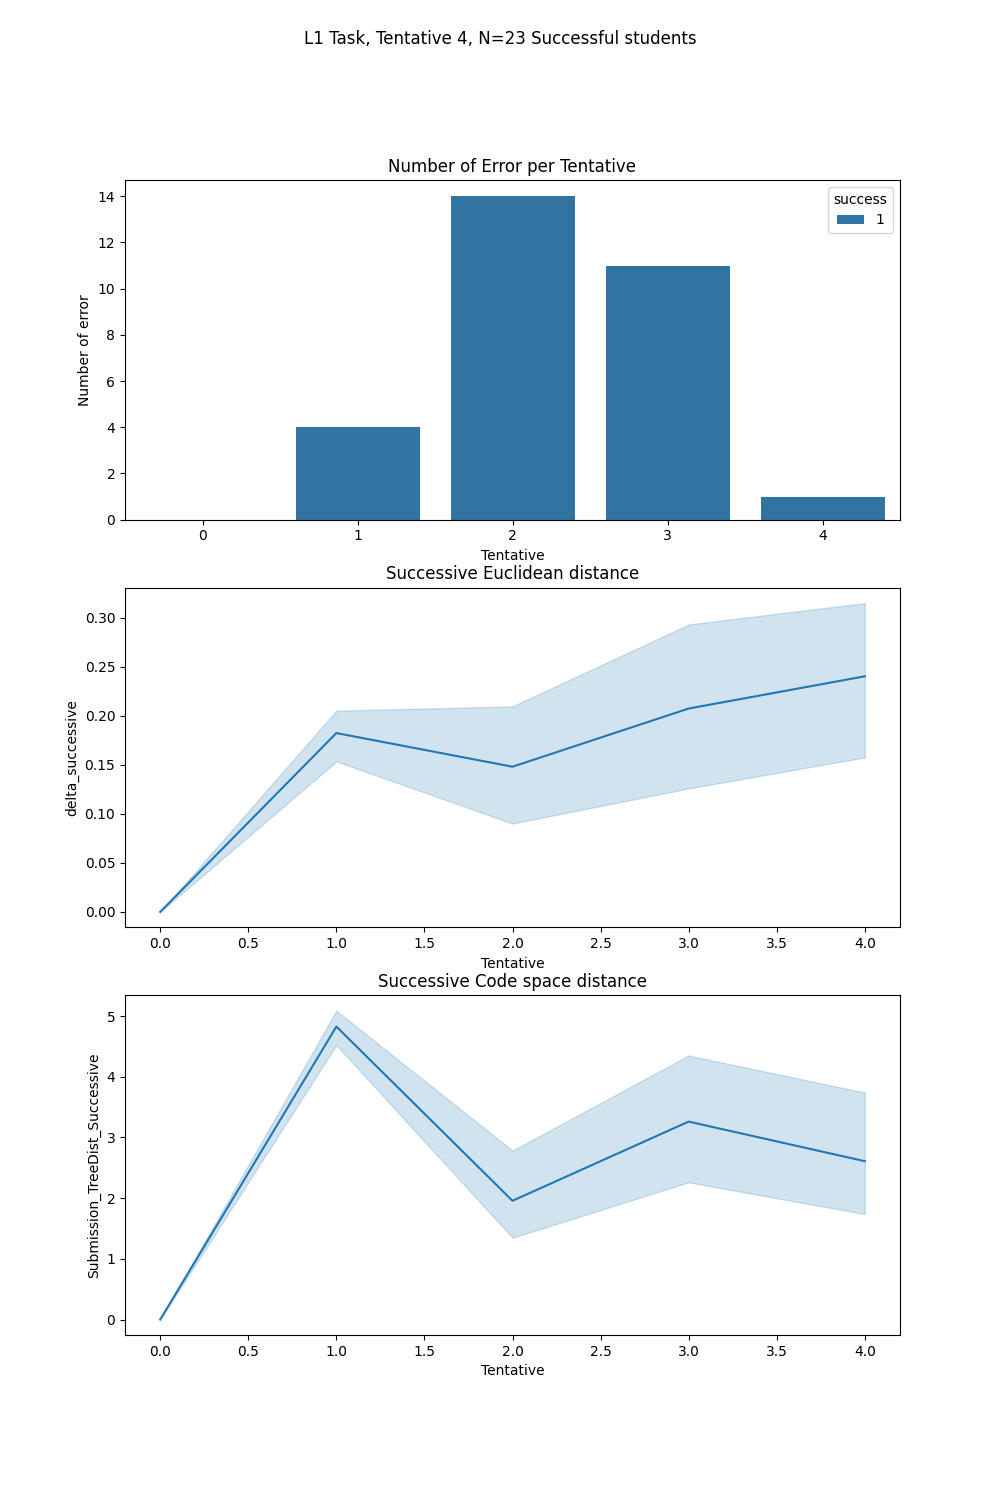 L1 Task, Tentative 4, N=23 Successful students
Number of Error per Tentative
success
1
Number of error
14
12
10
8
6
4
2
0
0 1 2 3 4
Tentative
Successive Euclidean distance
delta_successive
0.30
0.25
0.20
0.15
0.10
0.05
0.00
0.0 0.5 1.0 1.5 2.0 2.5 3.0 3.5 4.0
Tentative
Successive Code space distance
Submission_TreeDist_Successive
5
4
3
2
1
0
0.0 0.5 1.0 1.5 2.0 2.5 3.0 3.5 4.0
Tentative